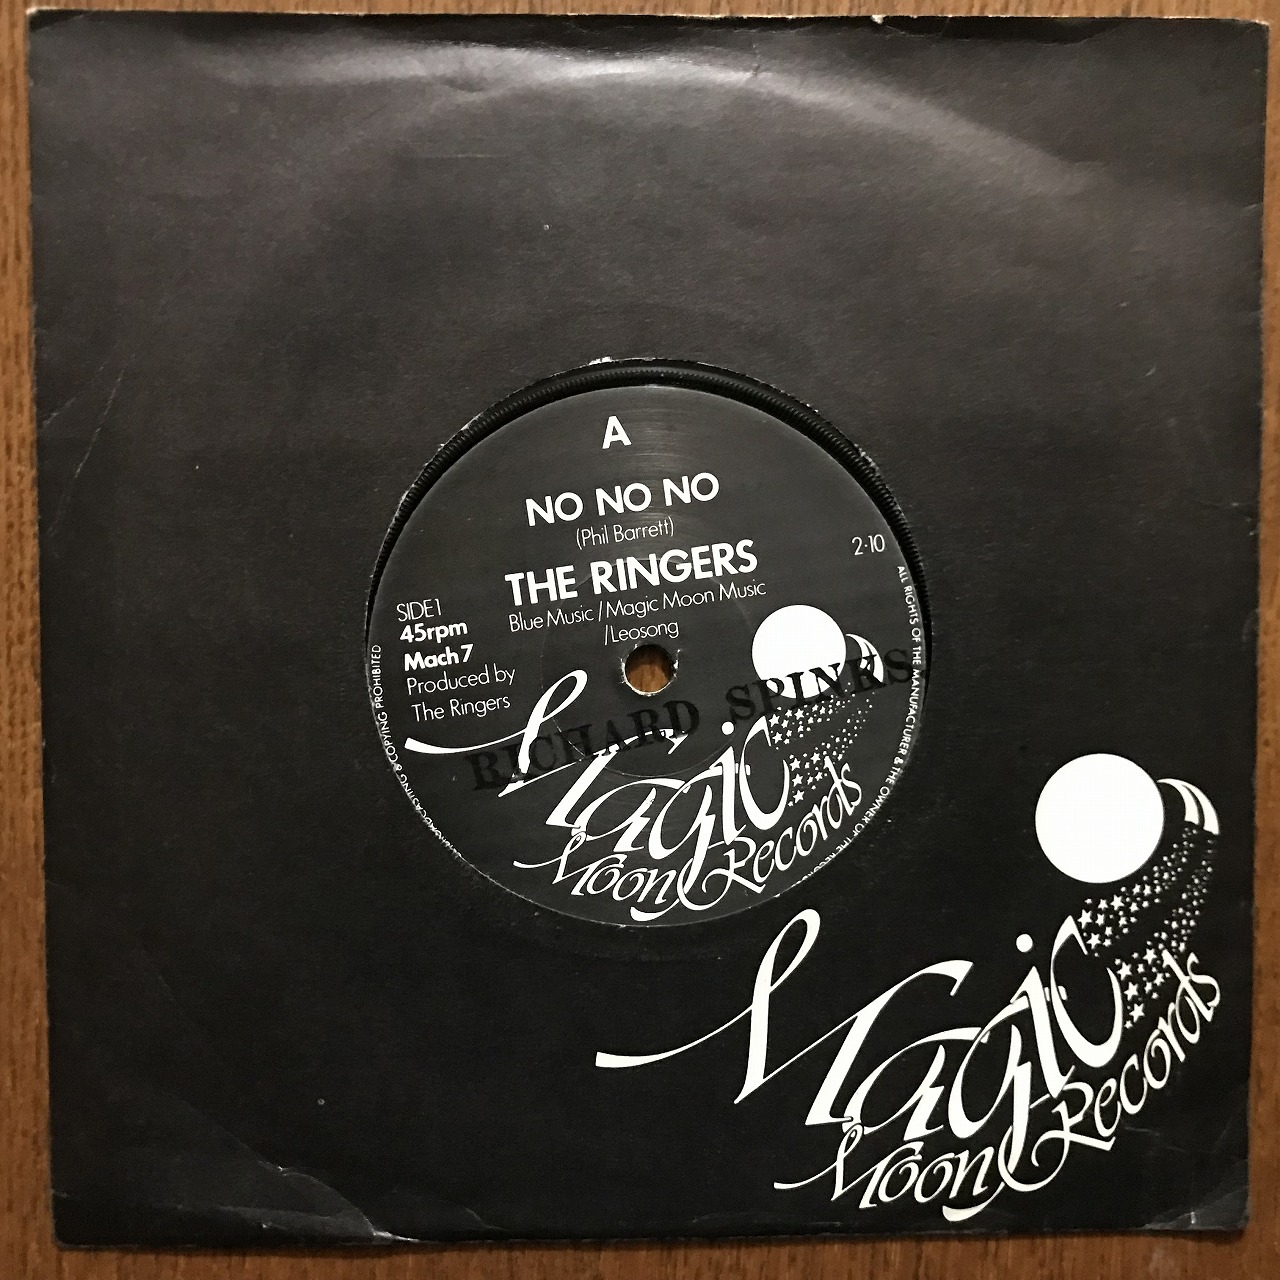 A
NO NO NO
(Phil Barrett)
THE RINGERS
Blue Music / Magic Moon Music
/Leosong
2·10
SIDE 1
45rpm
Mach 7
Produced by
The Ringers
RICHARD SPINKS.
Magic
Moon Records
ALL RIGHTS OF THE MANUFACTURER & THE OWNER OF THE
& COPYING PROHIBITED
Magic
Moon Records